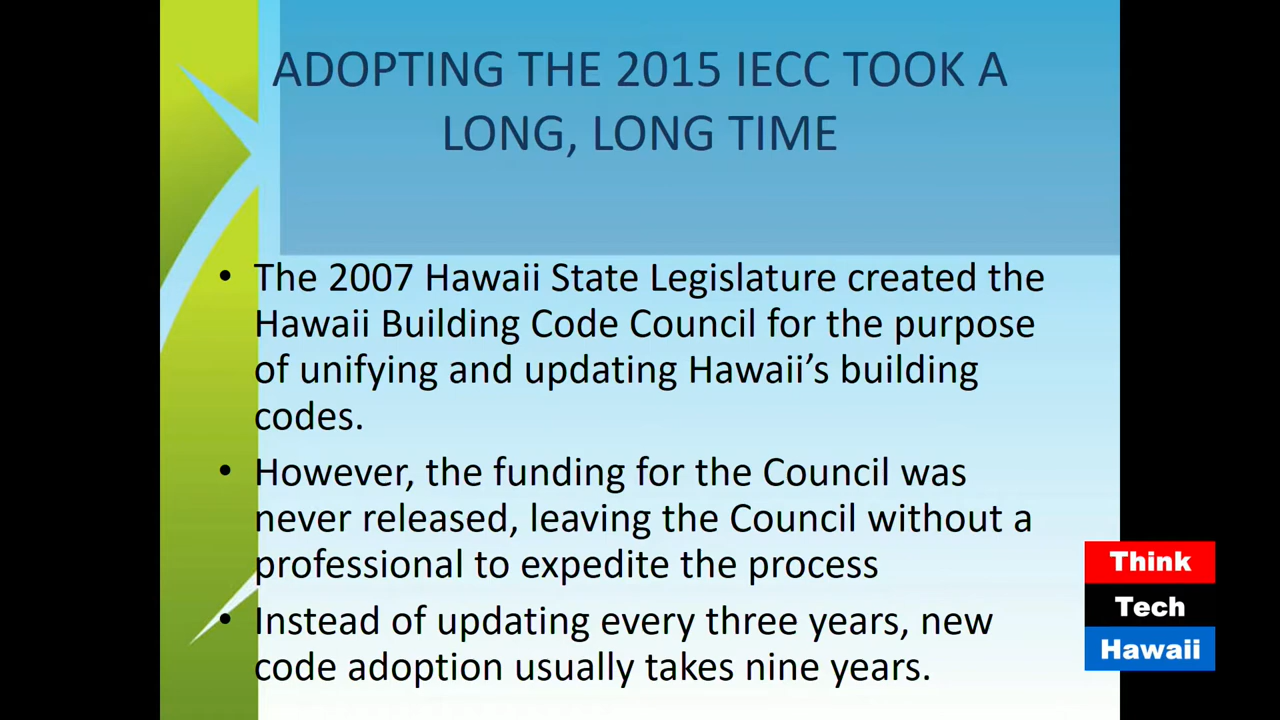 ADOPTING THE 2015 IECC TOOK A
LONG, LONG TIME
• The 2007 Hawaii State Legislature created the
Hawaii Building Code Council for the purpose
of unifying and updating Hawaii’s building
codes.
• However, the funding for the Council was
never released, leaving the Council without a
professional to expedite the process
• Instead of updating every three years, new
code adoption usually takes nine years.
Think
Tech
Hawaii